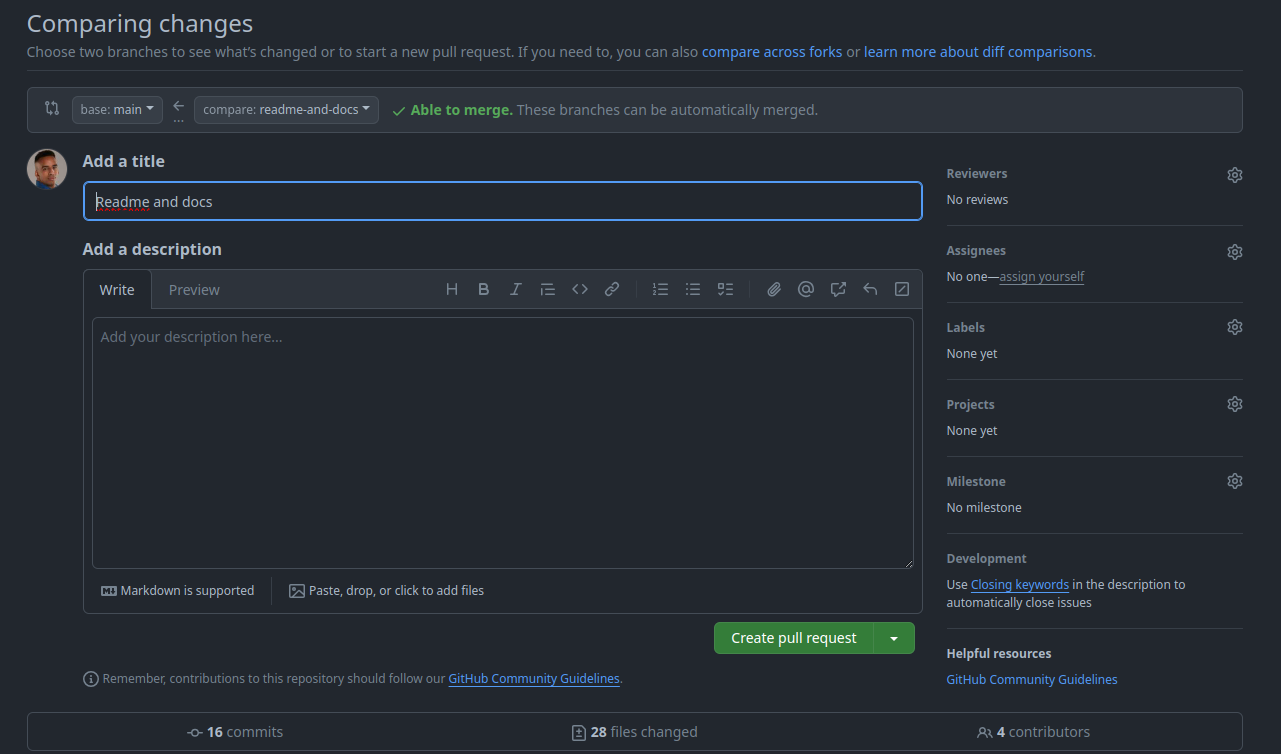 Comparing changes
Choose two branches to see what's changed or to start a new pull request. If you need to, you can also compare across forks or learn more about diff comparisons.
base: main
...
compare: readme-and-docs
Able to merge. These branches can be automatically merged.
Add a title
Readme and docs
Add a description
Write
Preview
Add your description here...
Markdown is supported
Paste, drop, or click to add files
Create pull request
Remember, contributions to this repository should follow our GitHub Community Guidelines.
Reviewers
No reviews
Assignees
No one—assign yourself
Labels
None yet
Projects
None yet
Milestone
No milestone
Development
Use Closing keywords in the description to
automatically close issues
Helpful resources
GitHub Community Guidelines
16 commits
28 files changed
4 contributors